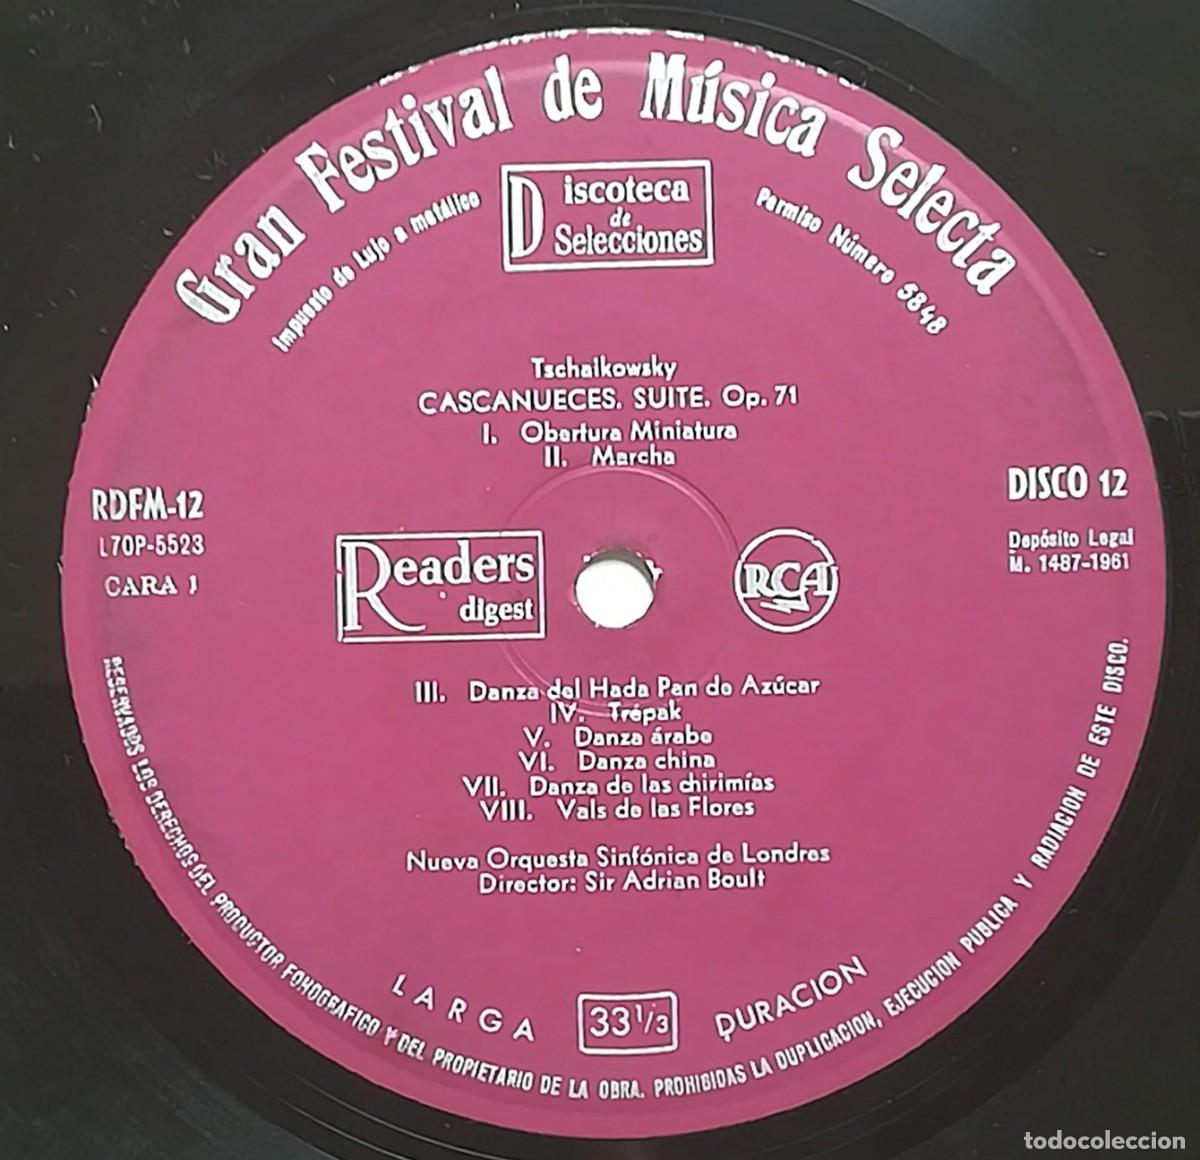 Gran Festival de Música Selecta
Impuesto de Lujo a metálico
Discoteca
de
Selecciones
Permiso Número 5848
Tschaikowsky
CASCANUECES. SUITE. Op. 71
I. Obertura Miniatura
II. Marcha
RDFM-12
L70P-5523
CARA 1
DISCO 12
Depósito Legal
M. 1487-1961
Readers
digest
RCA
III. Danza del Hada Pan de Azúcar
IV. Trépak
V. Danza árabe
VI. Danza china
VII. Danza de las chirimías
VIII. Vals de las Flores
Nueva Orquesta Sinfónica de Londres
Director: Sir Adrian Boult
LARGA 33 1/3 DURACION
RESERVADOS LOS DERECHOS DEL PRODUCTOR FONOGRAFICO Y DEL PROPIETARIO DE LA OBRA. PROHIBIDAS LA DUPLICACION, EJECUCION PUBLICA Y RADIACION DE ESTE DISCO.
todocoleccion